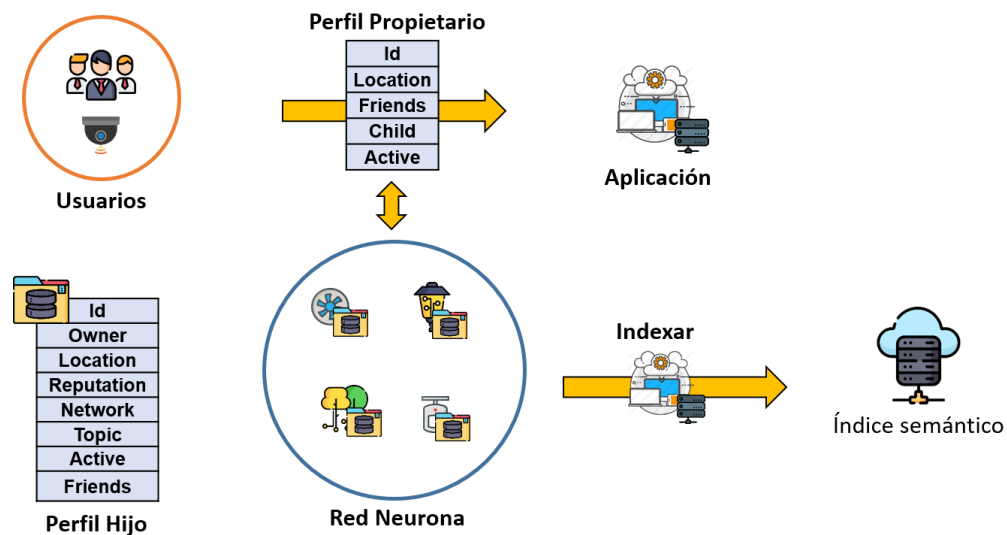 Perfil Propietario
Id
Location
Friends
Child
Active
Usuarios
Aplicación
Id
Owner
Location
Reputation
Network
Topic
Active
Friends
Perfil Hijo
Red Neurona
Indexar
Índice semántico